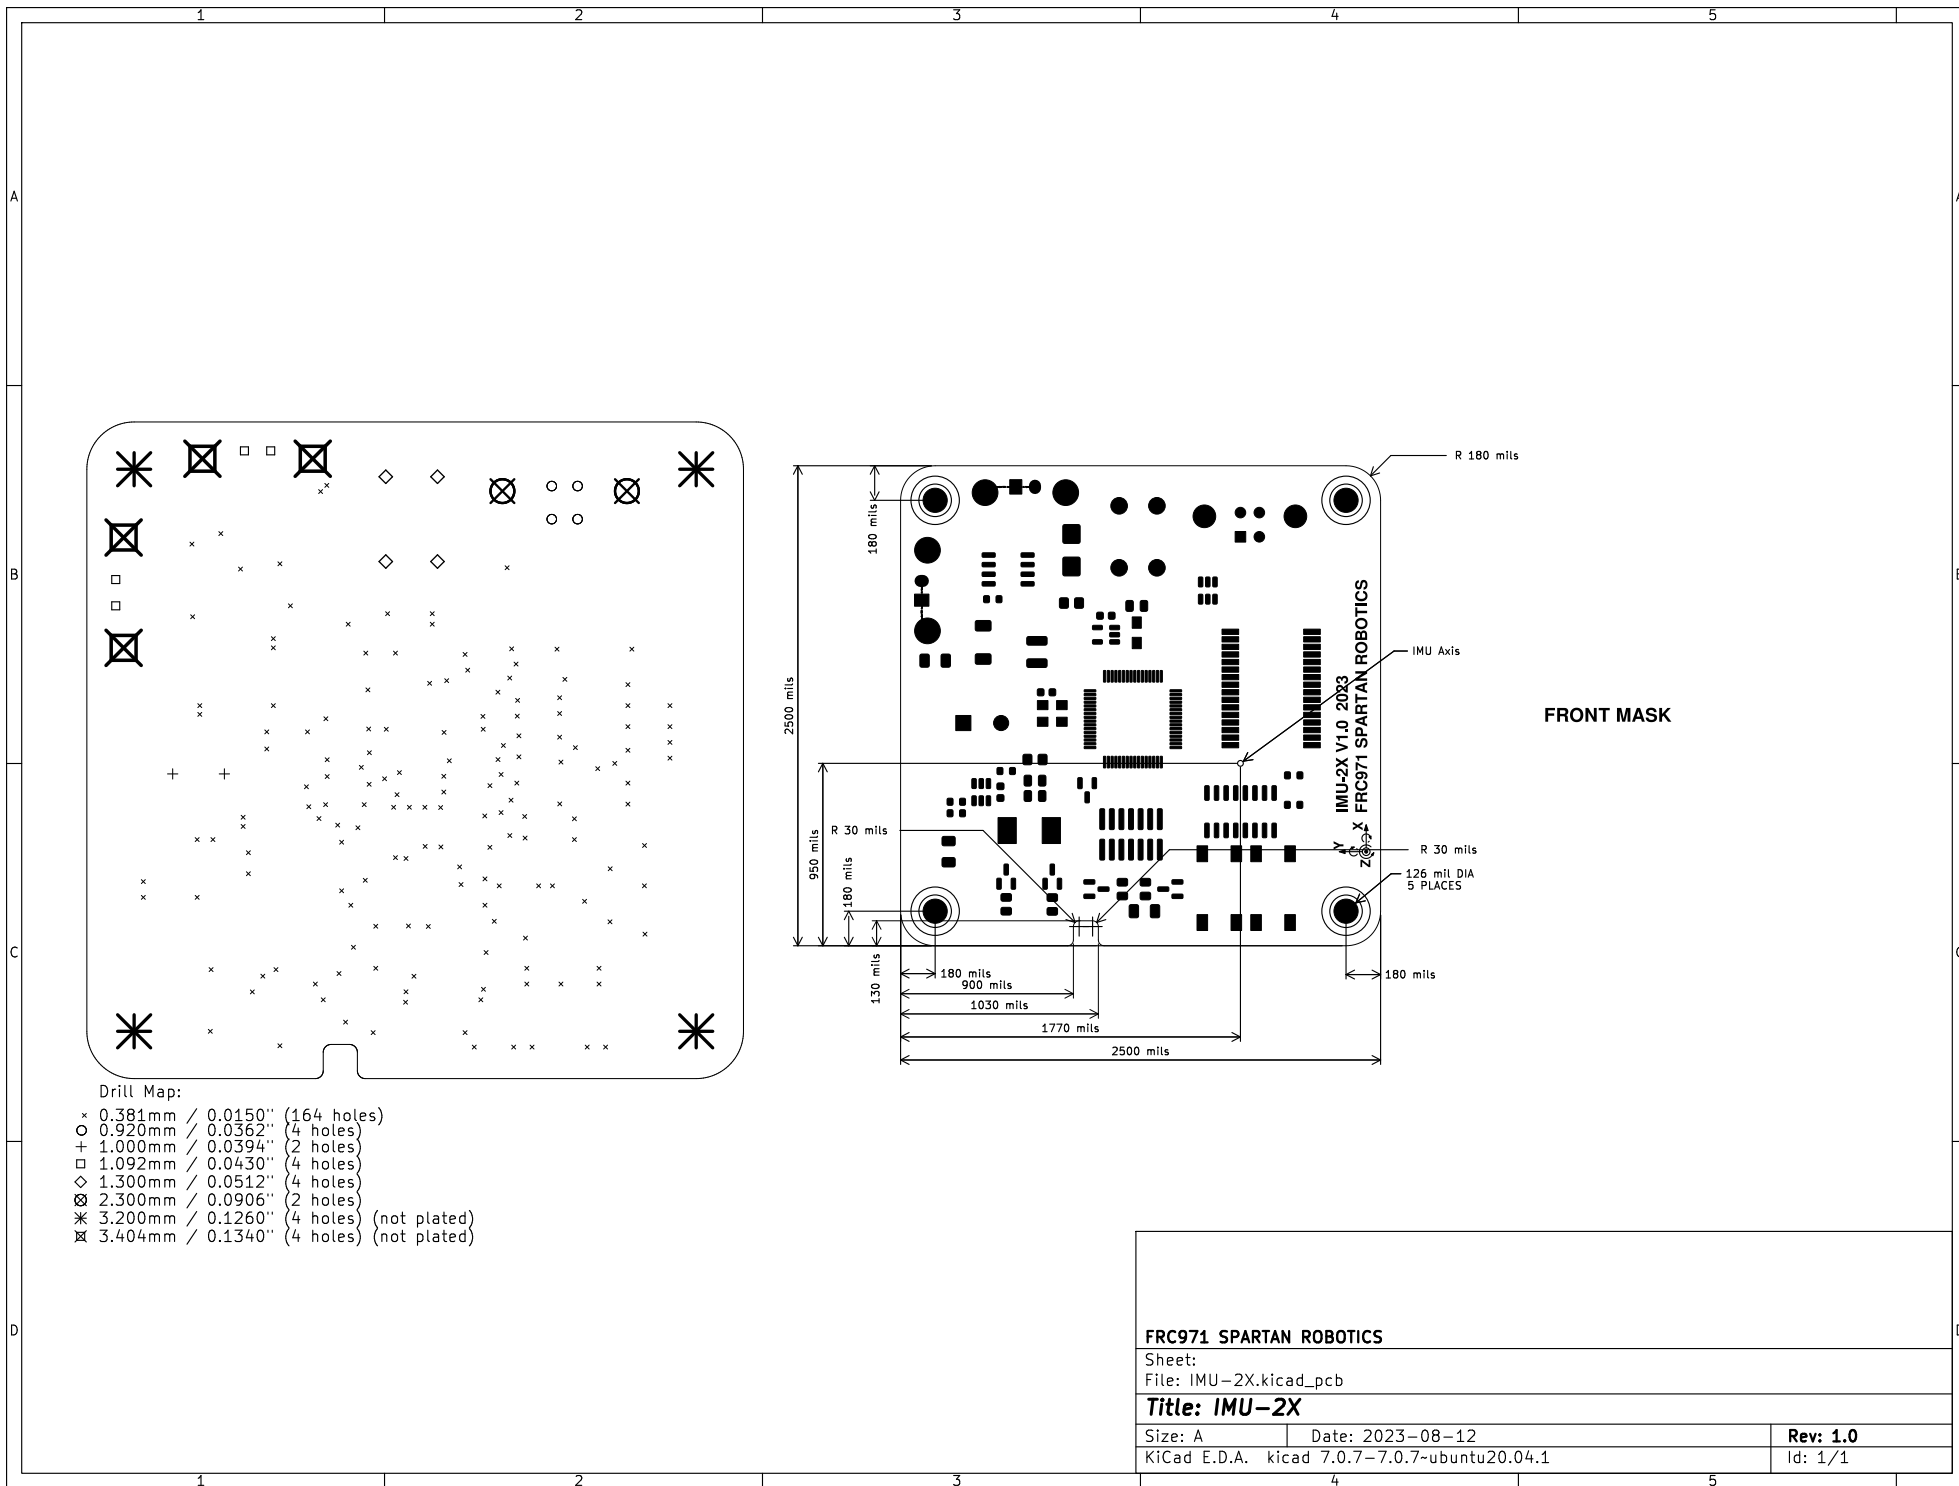 1 2 3 4 5
A
B
C
D
Drill Map:
0.381mm / 0.0150'' (164 holes)
0.920mm / 0.0362'' (4 holes)
1.000mm / 0.0394'' (2 holes)
1.092mm / 0.0430'' (4 holes)
1.300mm / 0.0512'' (4 holes)
2.300mm / 0.0906'' (2 holes)
3.200mm / 0.1260'' (4 holes) (not plated)
3.404mm / 0.1340'' (4 holes) (not plated)
R 180 mils
180 mils
2500 mils
IMU Axis
IMU-2X V1.0 2023
FRC971 SPARTAN ROBOTICS
X
Y
Z
950 mils
R 30 mils
R 30 mils
180 mils
126 mil DIA
5 PLACES
130 mils
180 mils
180 mils
900 mils
1030 mils
1770 mils
2500 mils
FRONT MASK
FRC971 SPARTAN ROBOTICS
Sheet:
File: IMU-2X.kicad_pcb
Title: IMU-2X
Size: A Date: 2023-08-12 Rev: 1.0
KiCad E.D.A. kicad 7.0.7-7.0.7~ubuntu20.04.1 Id: 1/1
1 2 3 4 5